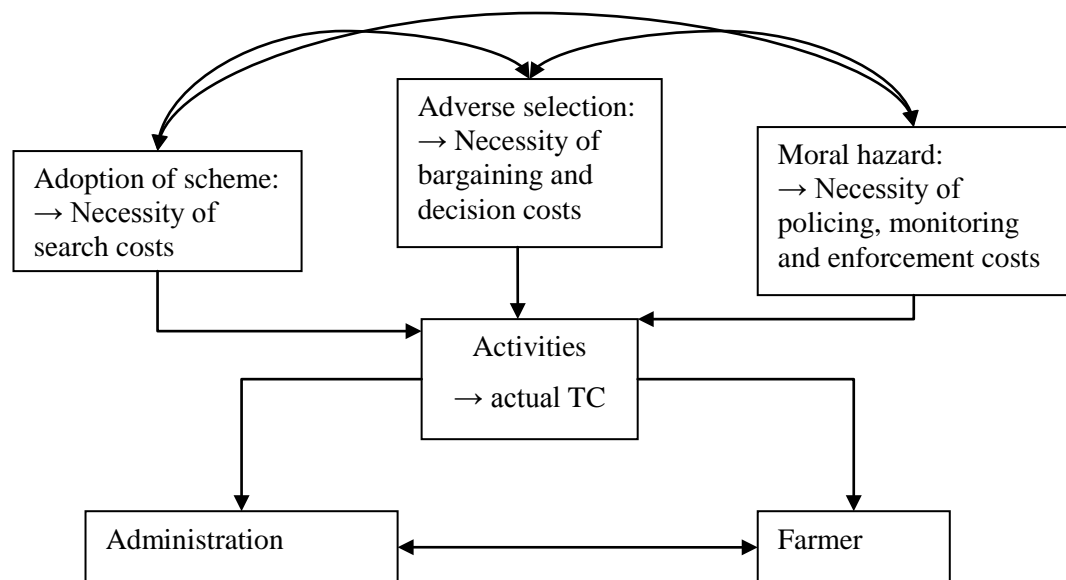 Adverse selection:
→ Necessity of
bargaining and
decision costs
Adoption of scheme:
→ Necessity of
search costs
Moral hazard:
→ Necessity of
policing, monitoring
and enforcement costs
Activities
→ actual TC
Administration
Farmer